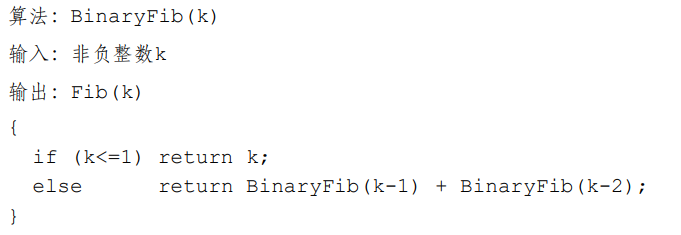 算法: BinaryFib(k)
输入: 非负整数k
输出: Fib(k)
{
  if (k<=1) return k;
  else      return BinaryFib(k-1) + BinaryFib(k-2);
}